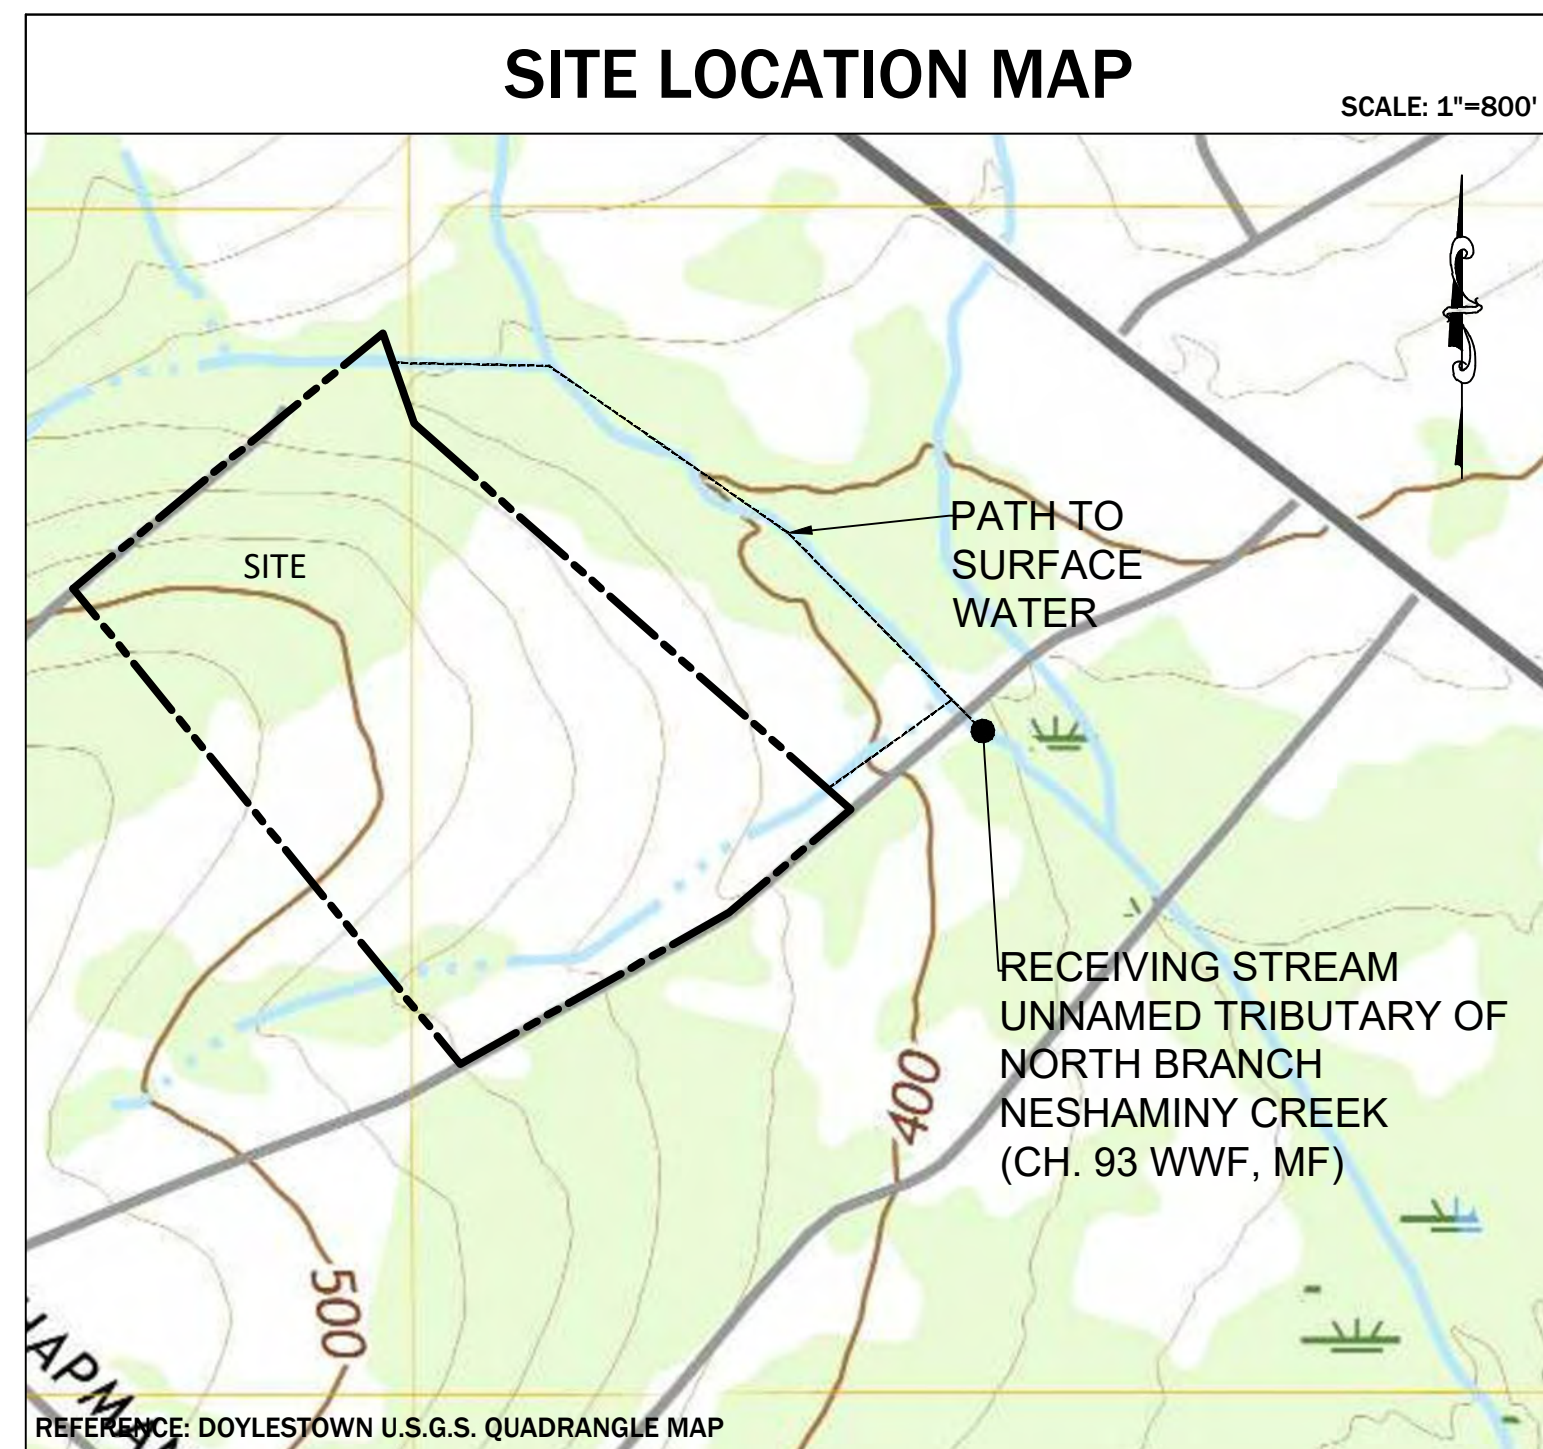 SITE LOCATION MAP
SCALE: 1"=800'
SITE
PATH TO
SURFACE
WATER
RECEIVING STREAM
UNNAMED TRIBUTARY OF
NORTH BRANCH
NESHAMINY CREEK
(CH. 93 WWF, MF)
400
500
REFERENCE: DOYLESTOWN U.S.G.S. QUADRANGLE MAP